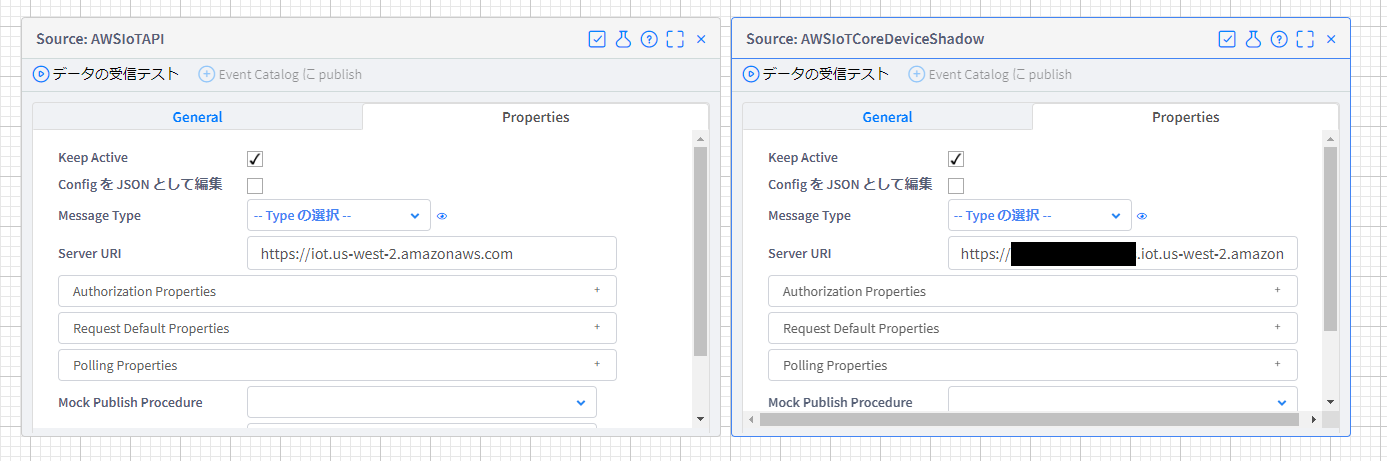 Source: AWSIoTAPI
データの受信テスト Event Catalog に publish
General Properties
Keep Active
Config を JSON として編集
Message Type -- Type の選択 --
Server URI https://iot.us-west-2.amazonaws.com
Authorization Properties +
Request Default Properties +
Polling Properties +
Mock Publish Procedure
Source: AWSIoTCoreDeviceShadow
データの受信テスト Event Catalog に publish
General Properties
Keep Active
Config を JSON として編集
Message Type -- Type の選択 --
Server URI https:// .iot.us-west-2.amazon
Authorization Properties +
Request Default Properties +
Polling Properties +
Mock Publish Procedure